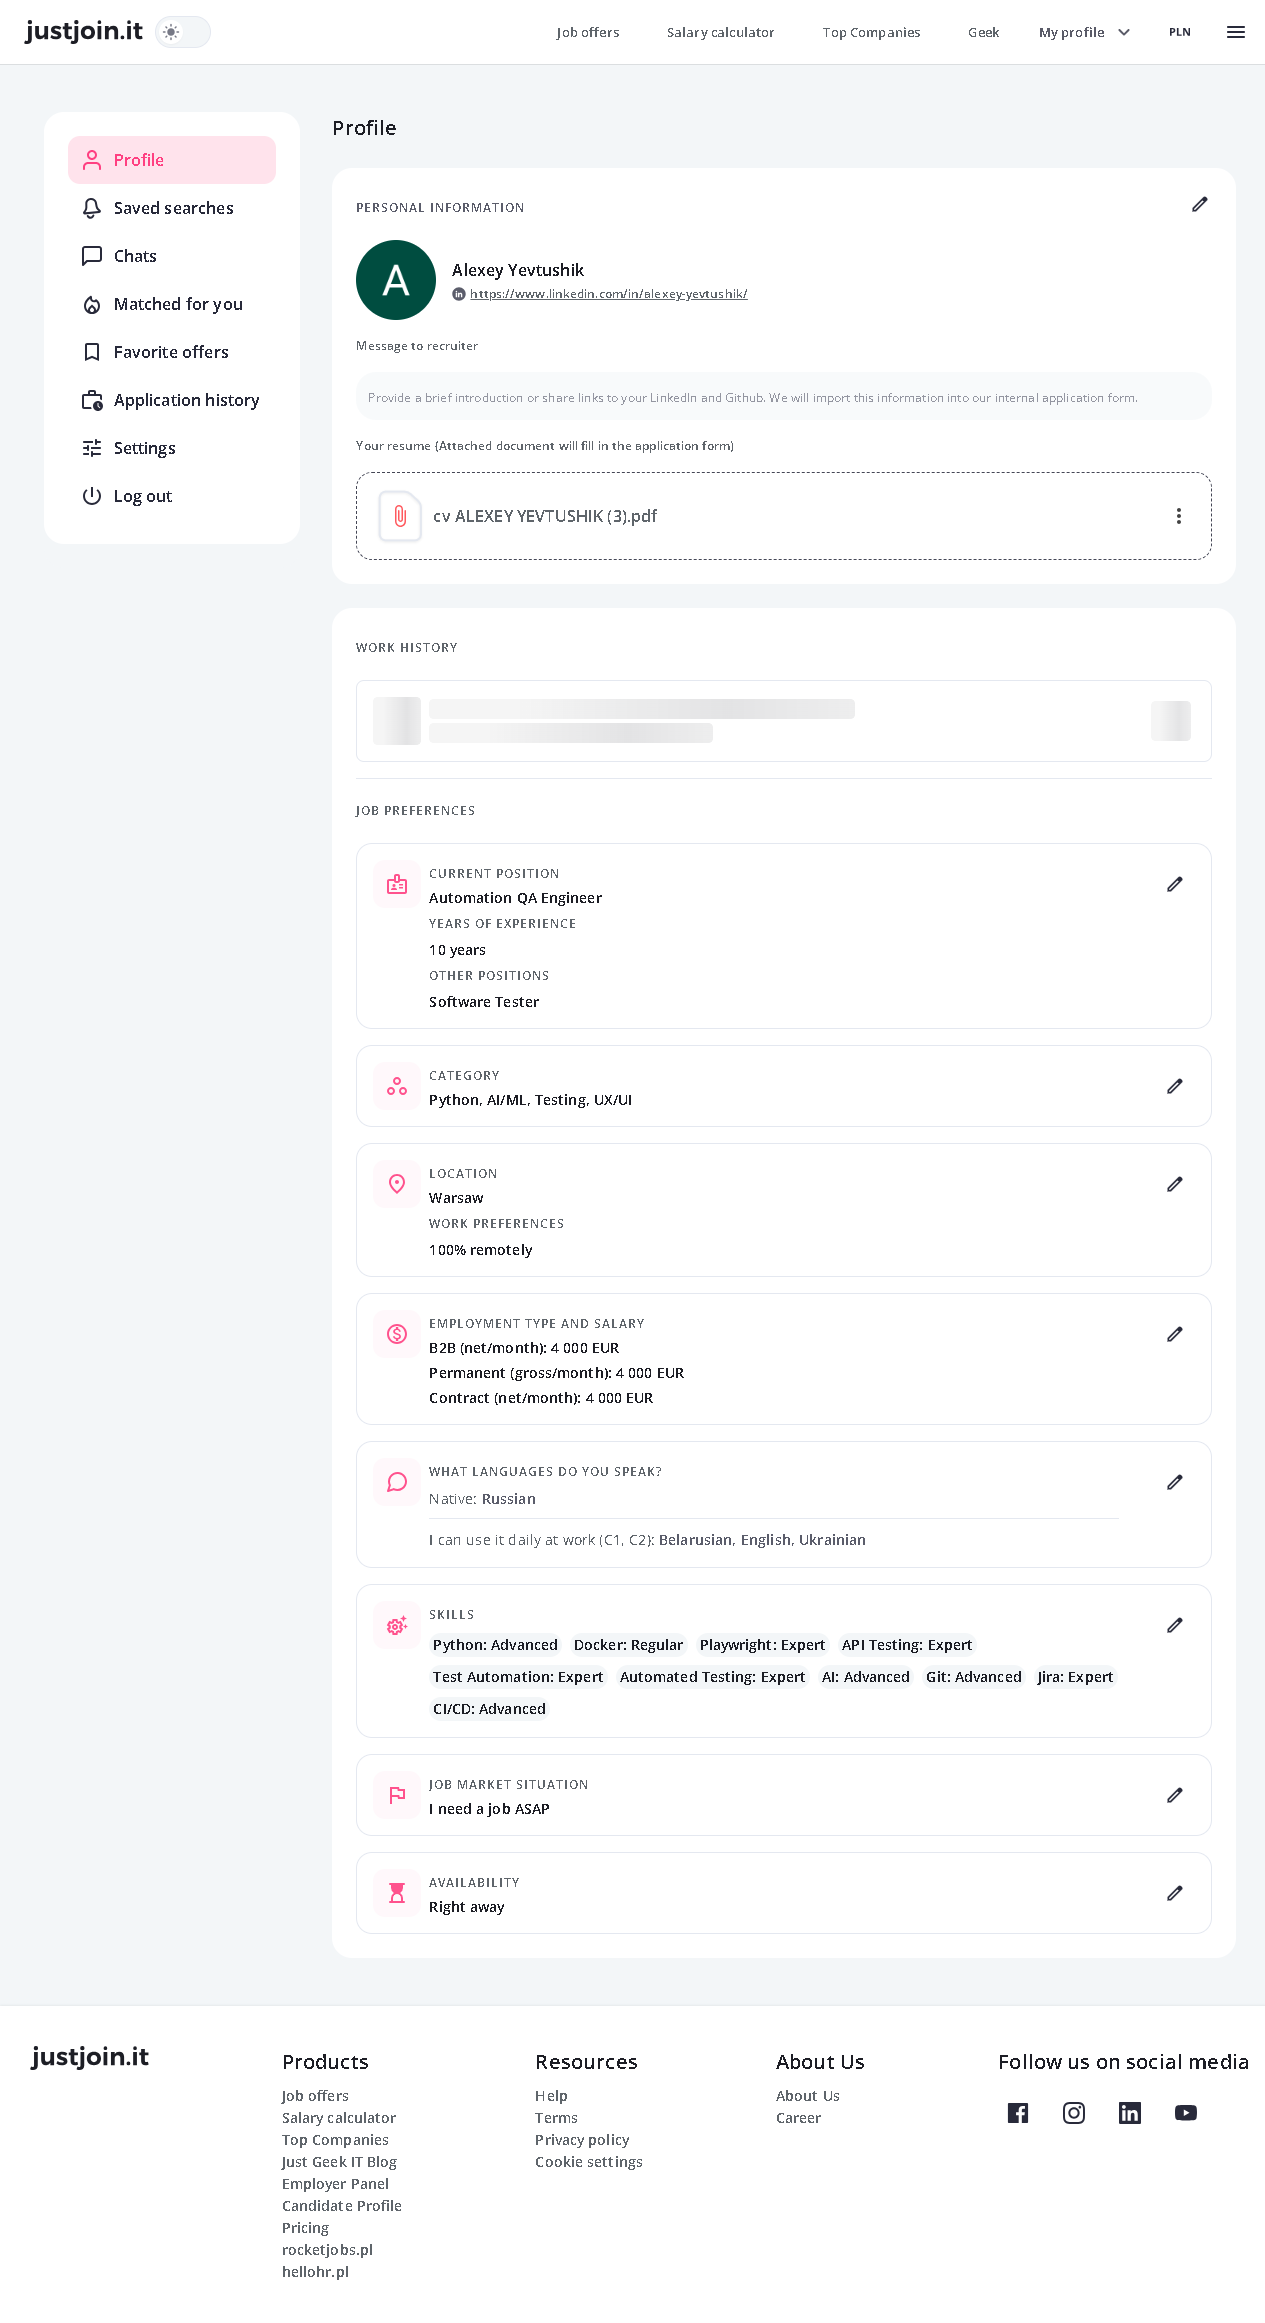 justjoin.it
Job offers
Salary calculator
Top Companies
Geek
My profile
PLN
Profile
Saved searches
Chats
Matched for you
Favorite offers
Application history
Settings
Log out
Profile
PERSONAL INFORMATION
A
Alexey Yevtushik
in https://www.linkedin.com/in/alexey-yevtushik/
Message to recruiter
Provide a brief introduction or share links to your LinkedIn and Github. We will import this information into our internal application form.
Your resume (Attached document will fill in the application form)
cv ALEXEY YEVTUSHIK (3).pdf
WORK HISTORY
JOB PREFERENCES
CURRENT POSITION
Automation QA Engineer
YEARS OF EXPERIENCE
10 years
OTHER POSITIONS
Software Tester
CATEGORY
Python, AI/ML, Testing, UX/UI
LOCATION
Warsaw
WORK PREFERENCES
100% remotely
EMPLOYMENT TYPE AND SALARY
B2B (net/month): 4 000 EUR
Permanent (gross/month): 4 000 EUR
Contract (net/month): 4 000 EUR
WHAT LANGUAGES DO YOU SPEAK?
Native: Russian
I can use it daily at work (C1, C2): Belarusian, English, Ukrainian
SKILLS
Python: Advanced Docker: Regular Playwright: Expert API Testing: Expert
Test Automation: Expert Automated Testing: Expert AI: Advanced Git: Advanced Jira: Expert
CI/CD: Advanced
JOB MARKET SITUATION
I need a job ASAP
AVAILABILITY
Right away
justjoin.it
Products
Job offers
Salary calculator
Top Companies
Just Geek IT Blog
Employer Panel
Candidate Profile
Pricing
rocketjobs.pl
hellohr.pl
Resources
Help
Terms
Privacy policy
Cookie settings
About Us
About Us
Career
Follow us on social media